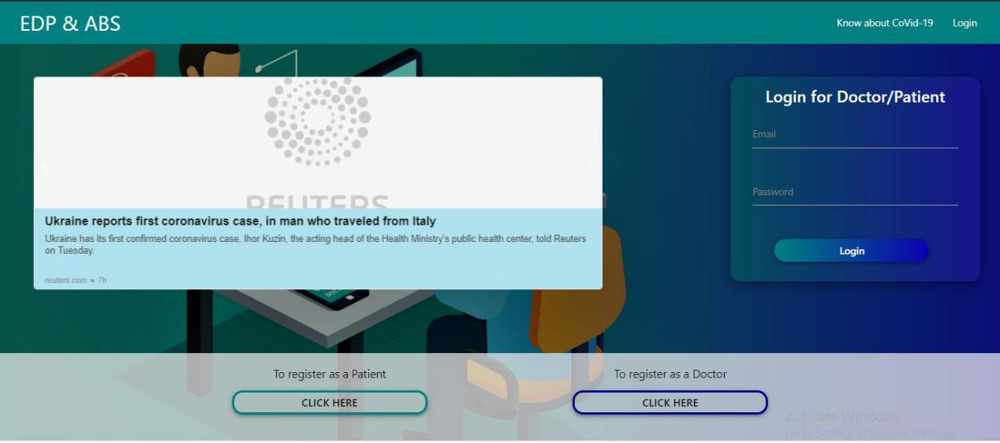 EDP & ABS
Know about CoVid-19
Login
REUTERS
Ukraine reports first coronavirus case, in man who traveled from Italy
Ukraine has its first confirmed coronavirus case, Ihor Kuzin, the acting head of the Health Ministry's public health center, told Reuters
on Tuesday.
reuters.com • 7h
Login for Doctor/Patient
Email
Password
Login
To register as a Patient
CLICK HERE
To register as a Doctor
CLICK HERE
Activate Windows
Go to Settings to activate Windows.